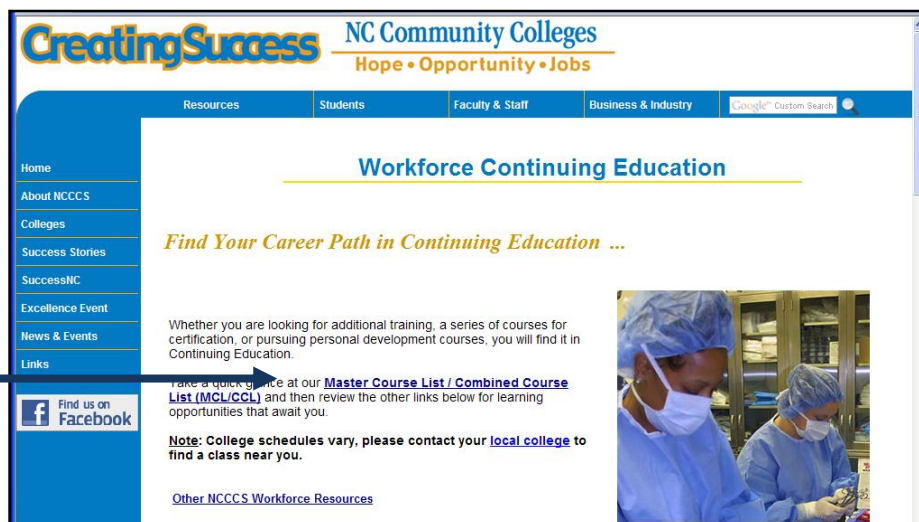 CreatingSuccess
NC Community Colleges
Hope • Opportunity • Jobs
Resources
Students
Faculty & Staff
Business & Industry
Google™ Custom Search
Home
About NCCCS
Colleges
Success Stories
SuccessNC
Excellence Event
News & Events
Links
Find us on
Facebook
Workforce Continuing Education
Find Your Career Path in Continuing Education ...
Whether you are looking for additional training, a series of courses for
certification, or pursuing personal development courses, you will find it in
Continuing Education.
Take a quick glance at our Master Course List / Combined Course
List (MCL/CCL) and then review the other links below for learning
opportunities that await you.
Note: College schedules vary, please contact your local college to
find a class near you.
Other NCCCS Workforce Resources